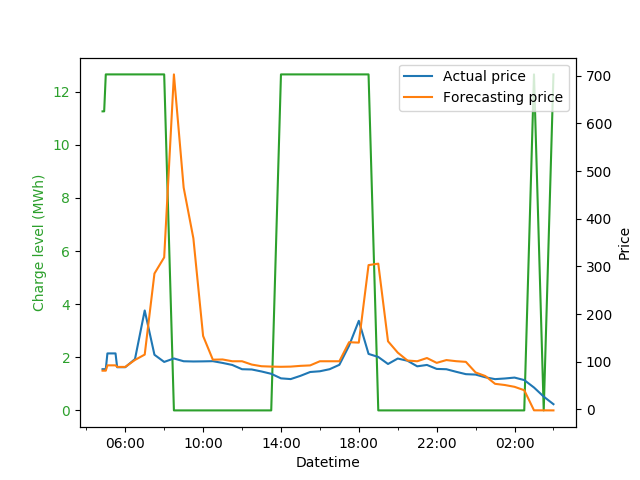 Actual price
Forecasting price
Charge level (MWh)
12
10
8
6
4
2
0
700
600
500
400
300
200
100
0
Price
06:00 10:00 14:00 18:00 22:00 02:00
Datetime